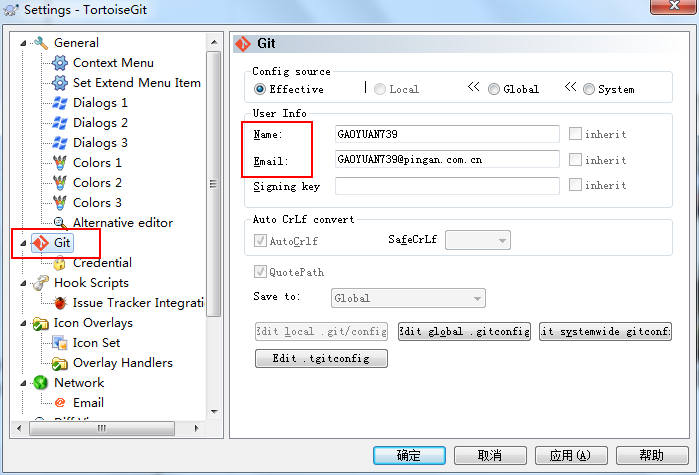 Settings - TortoiseGit
General
Context Menu
Set Extend Menu Item
Dialogs 1
Dialogs 2
Dialogs 3
Colors 1
Colors 2
Colors 3
Alternative editor
Git
Credential
Hook Scripts
Issue Tracker Integratio
Icon Overlays
Icon Set
Overlay Handlers
Network
Email
Git
Config source
Effective | Local << Global << System
User Info
Name: GAOYUAN739 inherit
Email: GAOYUAN739@pingan.com.cn inherit
Signing key inherit
Auto CrLf convert
AutoCrlf SafeCrLf
QuotePath
Save to: Global
Edit local .git/config Edit global .gitconfig it systemwide gitconfi
Edit .tgitconfig
确定 取消 应用(A) 帮助